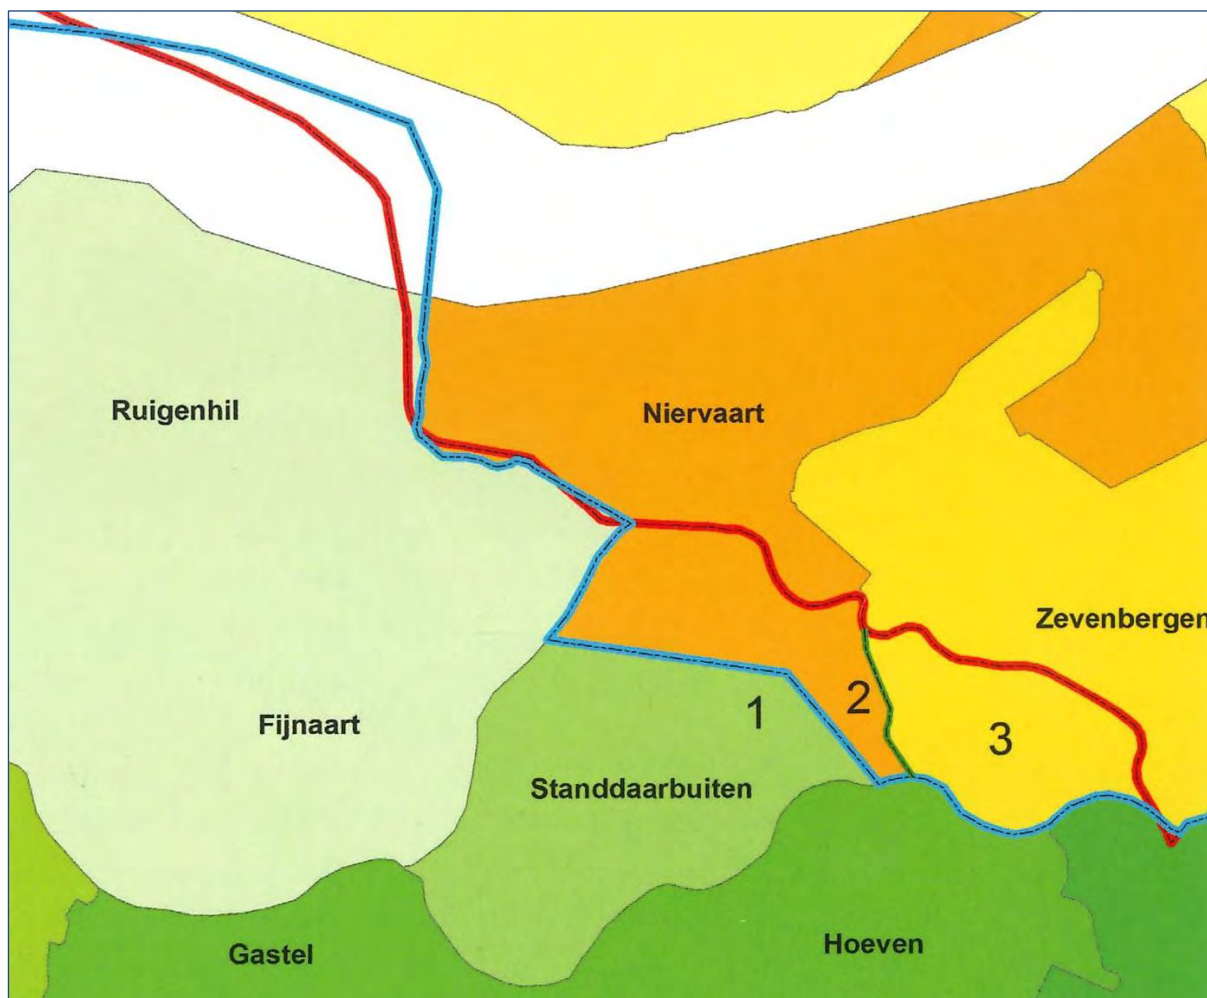 Ruigenhil
Niervaart
Zevenbergen
1
2
3
Fijnaart
Standdaarbuiten
Gastel
Hoeven